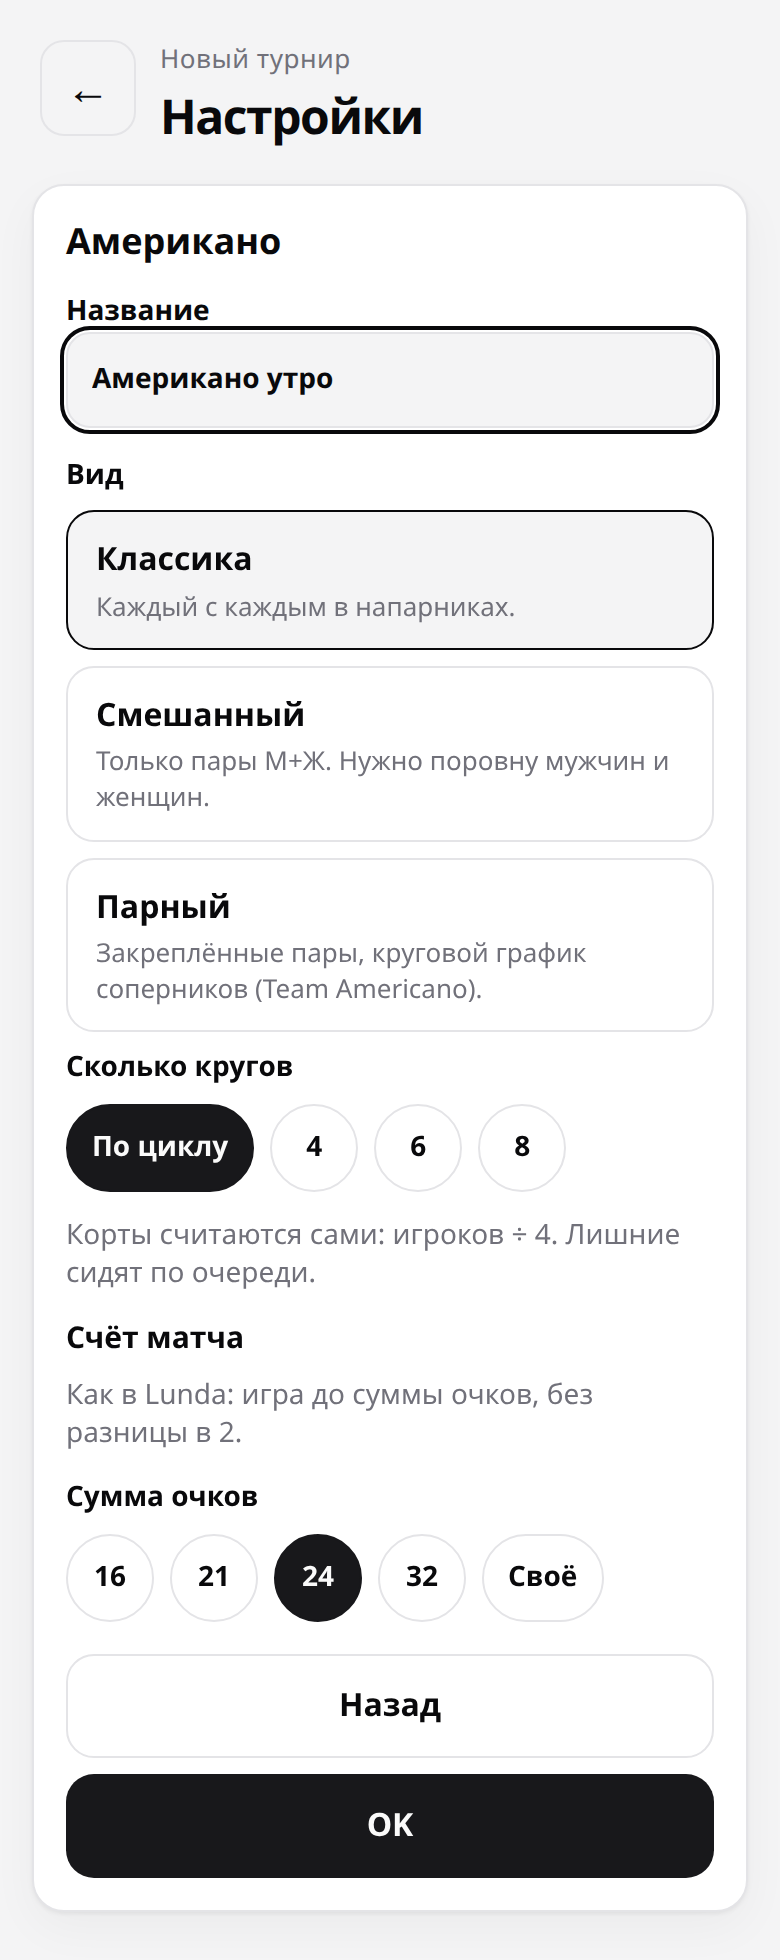 ←
Новый турнир
Настройки
Американо
Название
Американо утро
Вид
Классика
Каждый с каждым в напарниках.
Смешанный
Только пары М+Ж. Нужно поровну мужчин и
женщин.
Парный
Закреплённые пары, круговой график
соперников (Team Americano).
Сколько кругов
По циклу 4 6 8
Корты считаются сами: игроков ÷ 4. Лишние
сидят по очереди.
Счёт матча
Как в Lunda: игра до суммы очков, без
разницы в 2.
Сумма очков
16 21 24 32 Своё
Назад
OK